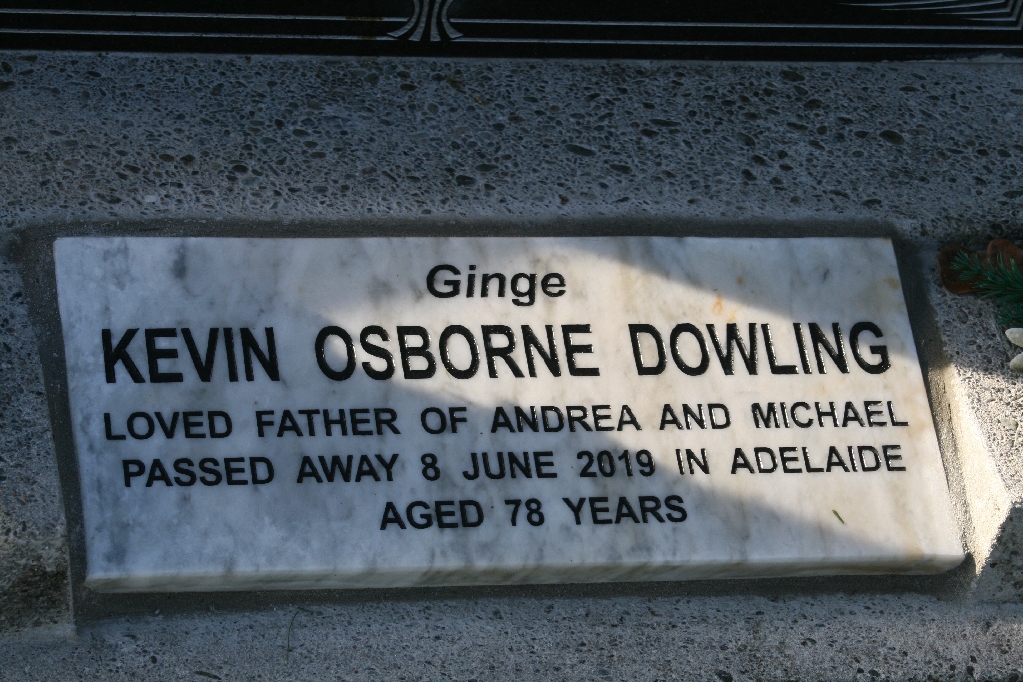 Ginge
KEVIN OSBORNE DOWLING
LOVED FATHER OF ANDREA AND MICHAEL
PASSED AWAY 8 JUNE 2019 IN ADELAIDE
AGED 78 YEARS